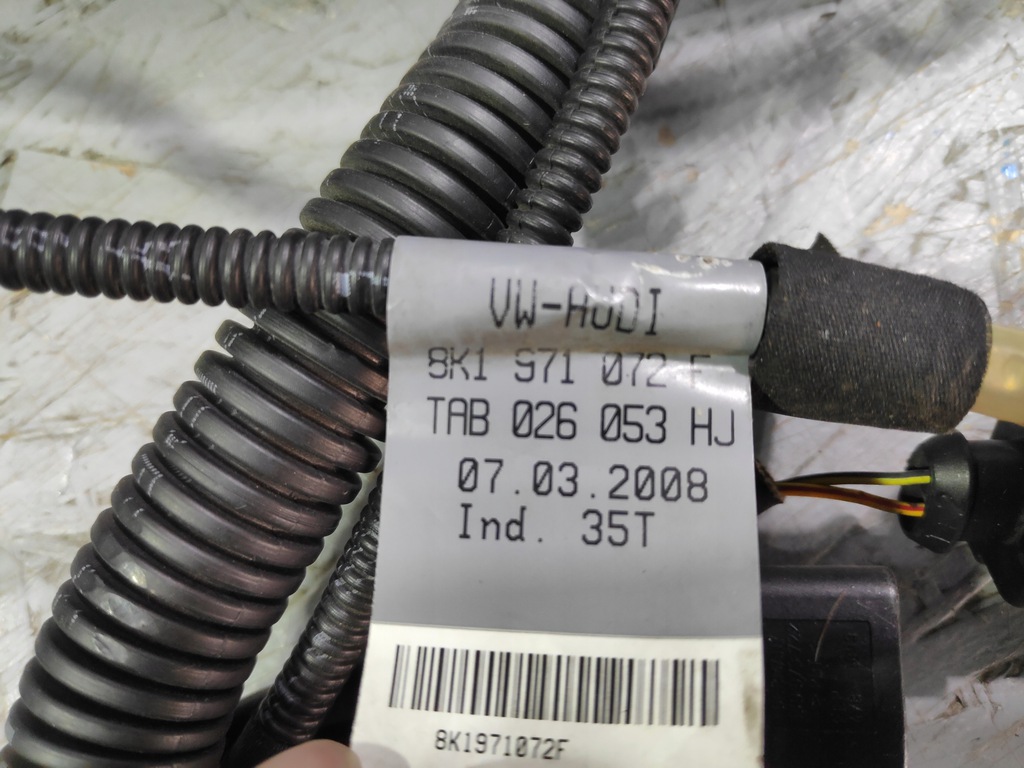 VW-AUDI
8K1 971 072 F
TAB 026 053 HJ
07.03.2008
Ind. 35T
8K1971072F